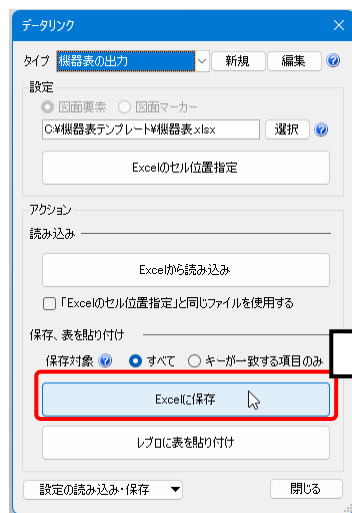 データリンク
タイプ 機器表の出力 新規 編集
設定
図面要素 図面マーカー
C:¥機器表テンプレート¥機器表.xlsx 選択
Excelのセル位置指定
アクション
読み込み
Excelから読み込み
「Excelのセル位置指定」と同じファイルを使用する
保存、表を貼り付け
保存対象 すべて キーが一致する項目のみ
Excelに保存
レブロに表を貼り付け
設定の読み込み・保存 閉じる